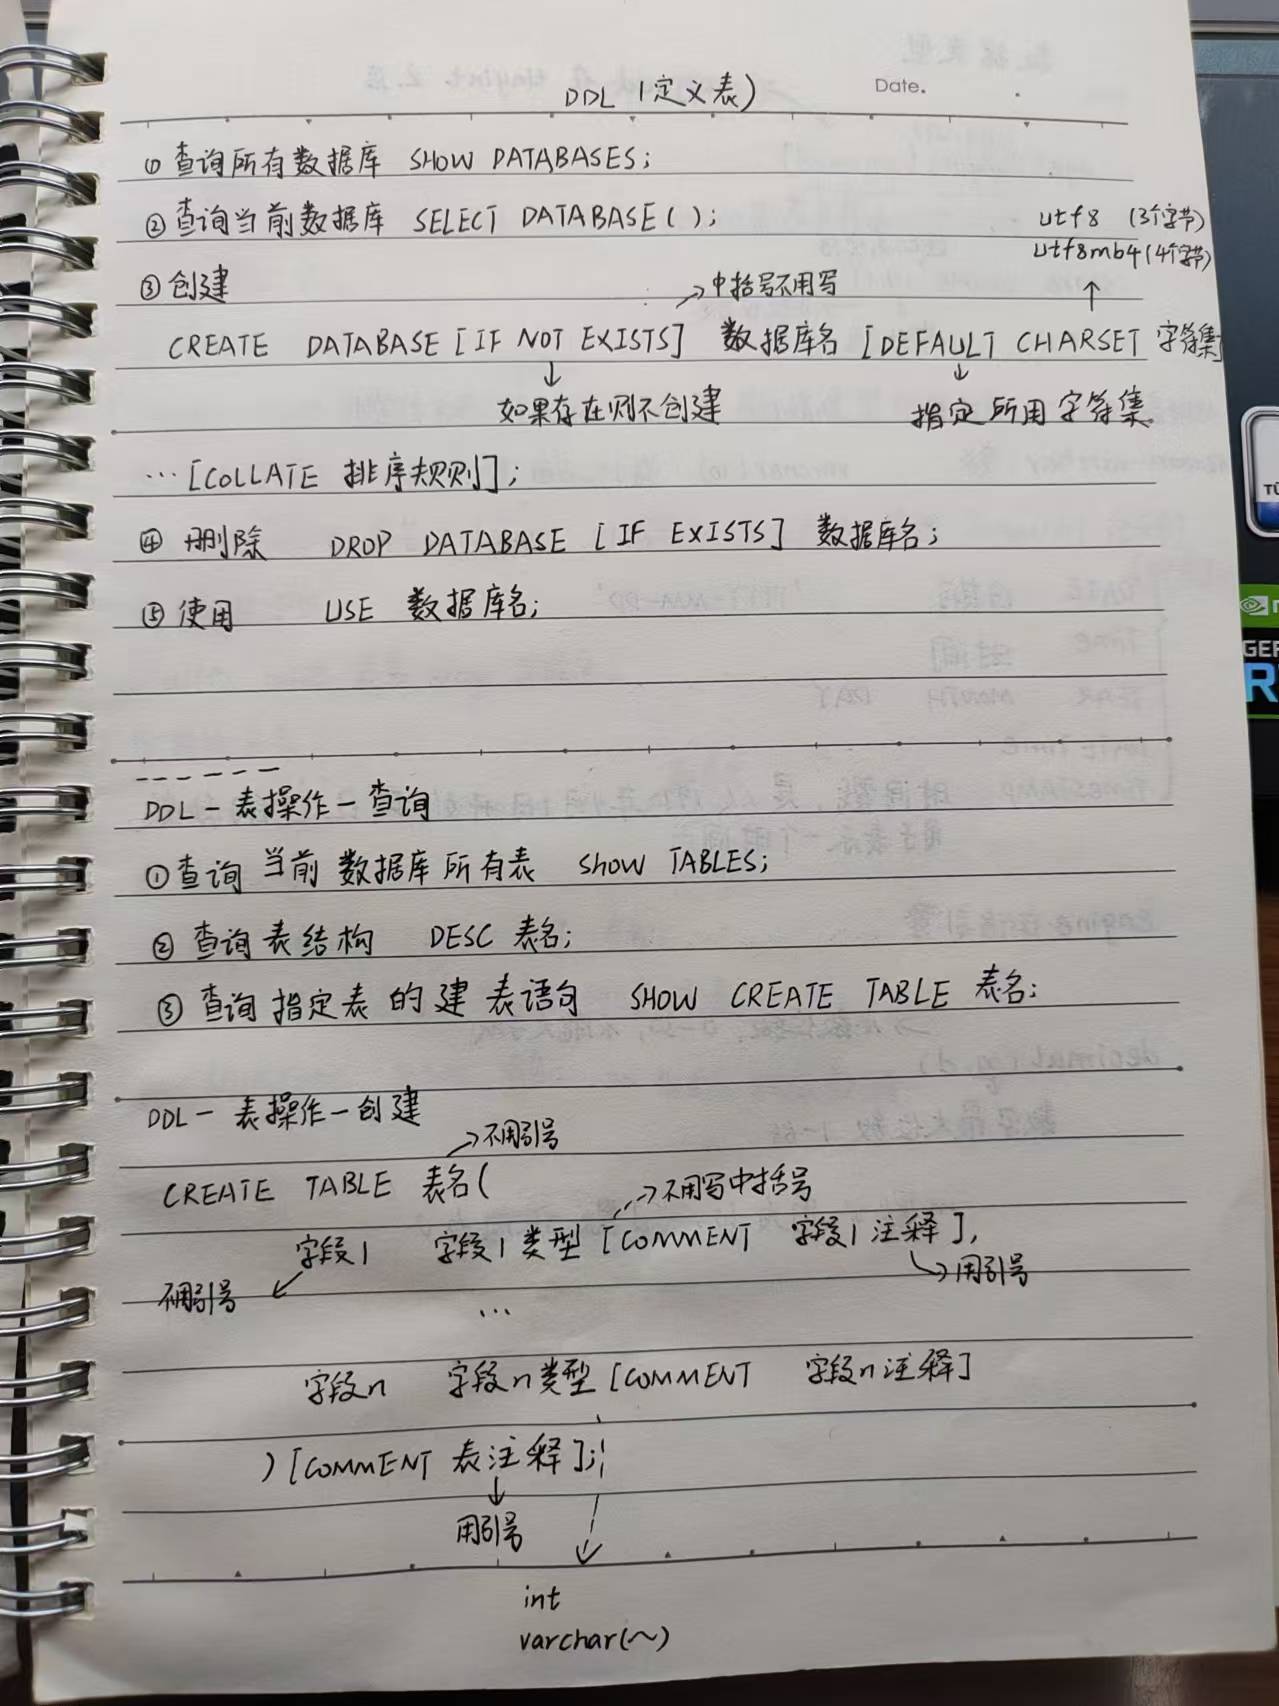 Date.
DDL (定义表)
① 查询所有数据库 SHOW DATABASES;
② 查询当前数据库 SELECT DATABASE( );
utf8 (3个字节)
utf8mb4(4个字节)
③ 创建
→中括号不用写
CREATE DATABASE [IF NOT EXISTS] 数据库名 [DEFAULT CHARSET 字符集]
如果存在则不创建
指定所用字符集
… [COLLATE 排序规则];
④ 删除 DROP DATABASE [IF EXISTS] 数据库名;
⑤ 使用 USE 数据库名;
DDL-表操作-查询
① 查询当前数据库所有表 Show TABLES;
② 查询表结构 DESC 表名;
③ 查询指定表的建表语句 SHOW CREATE TABLE 表名;
DDL-表操作-创建
→不用引号
CREATE TABLE 表名(
→不用写中括号
字段1 字段1类型 [COMMENT 字段1注释],
→用引号
不用引号
…
字段n 字段n类型 [COMMENT 字段n注释]
) [COMMENT 表注释];
用引号
int
varchar(~)